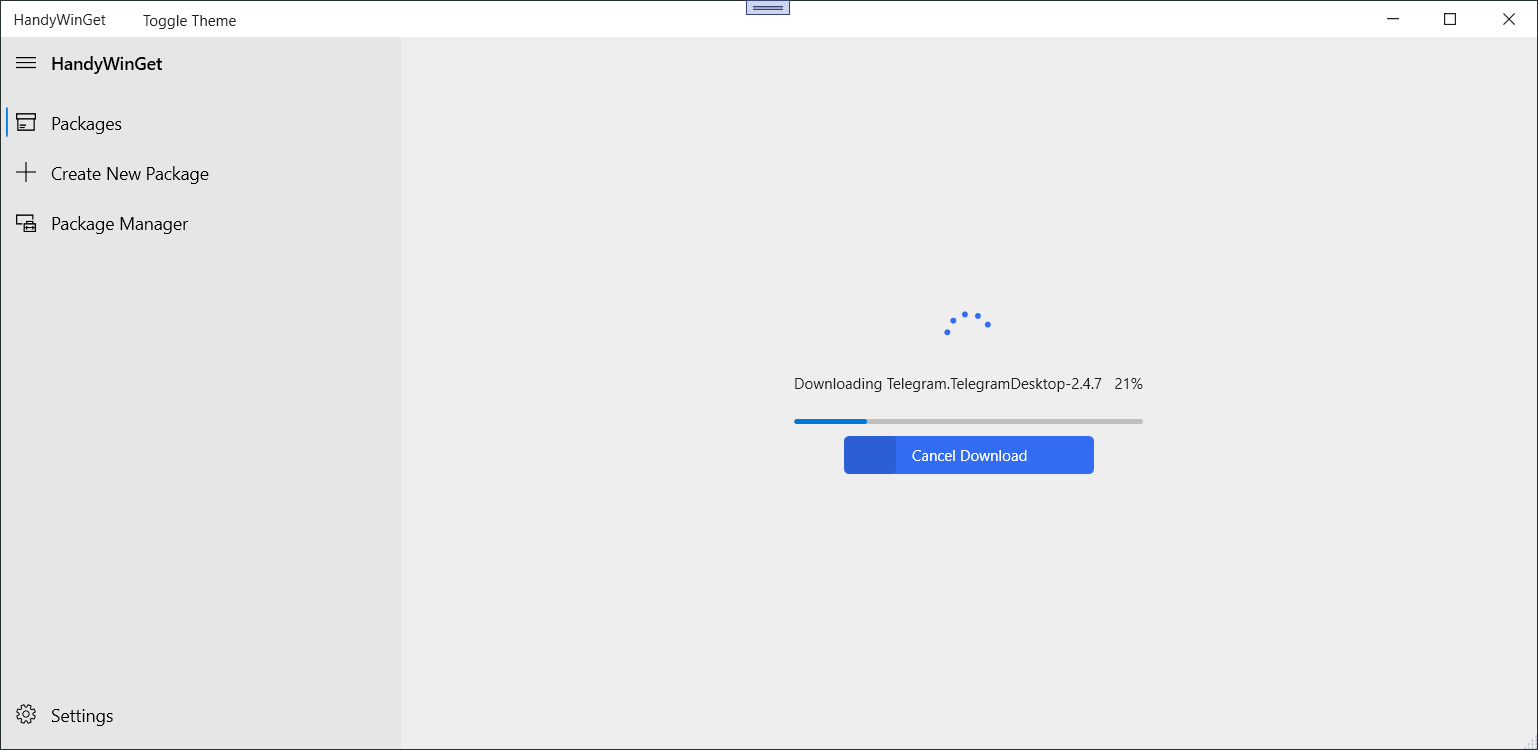 HandyWinGet
Toggle Theme
HandyWinGet
Packages
Create New Package
Package Manager
Downloading Telegram.TelegramDesktop-2.4.7 21%
Cancel Download
Settings